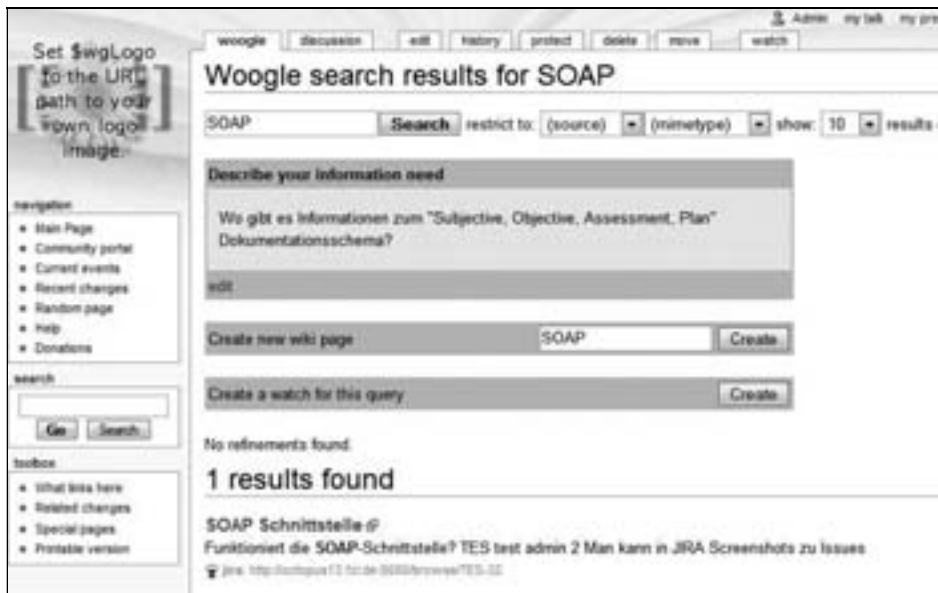 Admin my talk my pre
woogle discussion edit history protect delete move watch
Set $wgLogo
to the URL
path to your
own logo
image.
Woogle search results for SOAP
SOAP Search restrict to: (source) (mimetype) show: 10 results
Describe your information need
Wo gibt es Informationen zum "Subjective, Objective, Assessment, Plan"
Dokumentationsschema?
edit
Create new wiki page SOAP Create
Create a watch for this query Create
navigation
Main Page
Community portal
Current events
Recent changes
Random page
Help
Donations
search
Go Search
toolbox
What links here
Related changes
Special pages
Printable version
No refinements found.
1 results found
SOAP Schnittstelle
Funktioniert die SOAP-Schnittstelle? TES test admin 2 Man kann in JIRA Screenshots zu Issues
jira: